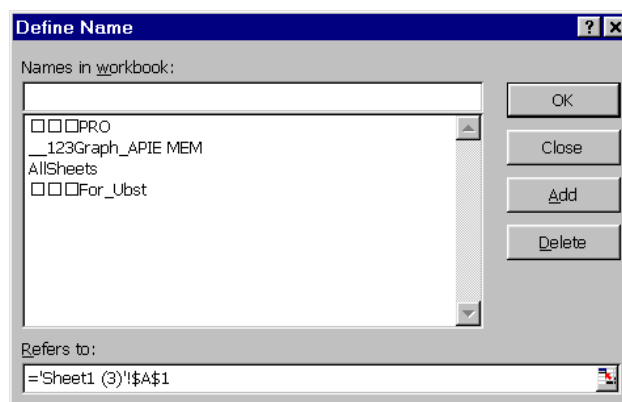 Define Name
Names in workbook:
OK
□□□PRO
__123Graph_APIE MEM
Close
AllSheets
□□□For_Ubst
Add
Delete
Refers to:
='Sheet1 (3)'!$A$1